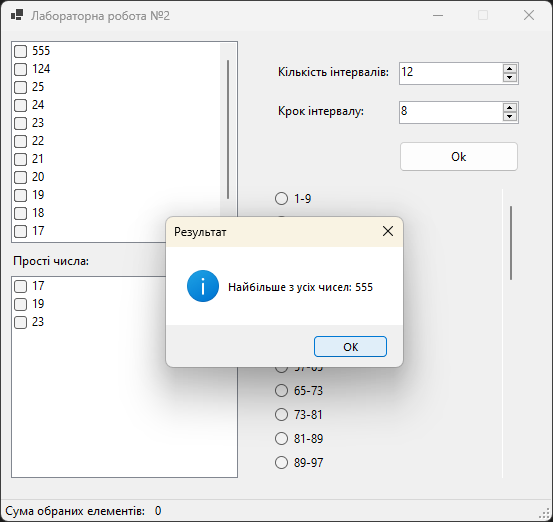 Лабораторна робота №2
555
124
25
24
23
22
21
20
19
18
17
Кількість інтервалів: 12
Крок інтервалу: 8
Ok
1-9
Прості числа:
17
19
23
Результат
Найбільше з усіх чисел: 555
OK
65-73
73-81
81-89
89-97
Сума обраних елементів: 0